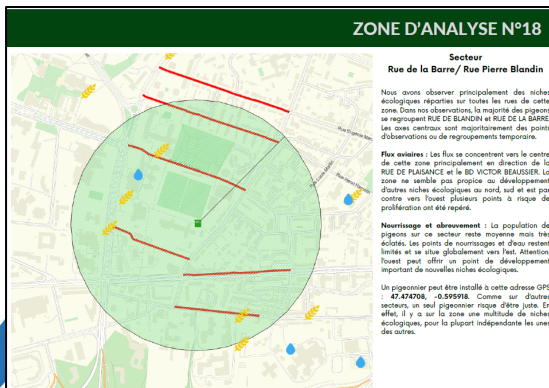 ZONE D'ANALYSE N°18
Secteur
Rue de la Barre/ Rue Pierre Blandin
Nous avons observer principalement des niches
écologiques réparties sur toutes les rues de cette
zone. Dans nos observations, la majorité des pigeons
se regroupent RUE DE BLANDIN et RUE DE LA BARRE.
Les axes centraux sont majoritairement des point
d'observations ou de regroupements temporaire.
Flux aviaires : Les flux se concentrent vers le centre
de cette zone principalement en direction de la
RUE DE PLAISANCE et le BD VICTOR BEAUSSIER. La
zone ne semble pas propice au développement
d'autres niches écologiques au nord, sud et est par
contre vers l'ouest plusieurs points à risque de
prolifération ont été repéré.
Nourrissage et abreuvement : La population de
pigeons sur ce secteur reste moyenne mais très
éclatés. Les points de nourrissages et d'eau restent
limités et se situe globalement vers l'est. Attention,
l'ouest peut offrir un point de développement
important de nouvelles niches écologiques.
Un pigeonnier peut être installé à cette adresse GPS
: 47.474708, -0.595918. Comme sur d'autres
secteurs, un seul pigeonnier risque d'être juste. En
effet, il y a sur la zone une multitude de niches
écologiques, pour la plupart indépendante les unes
des autres.